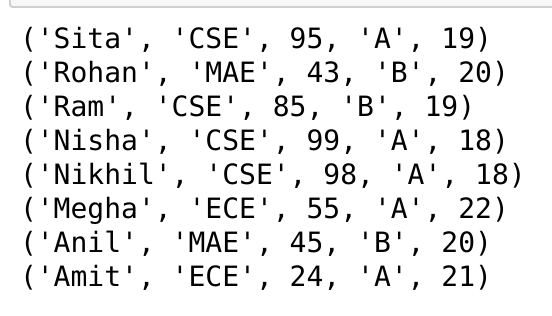 ('Sita', 'CSE', 95, 'A', 19)
('Rohan', 'MAE', 43, 'B', 20)
('Ram', 'CSE', 85, 'B', 19)
('Nisha', 'CSE', 99, 'A', 18)
('Nikhil', 'CSE', 98, 'A', 18)
('Megha', 'ECE', 55, 'A', 22)
('Anil', 'MAE', 45, 'B', 20)
('Amit', 'ECE', 24, 'A', 21)